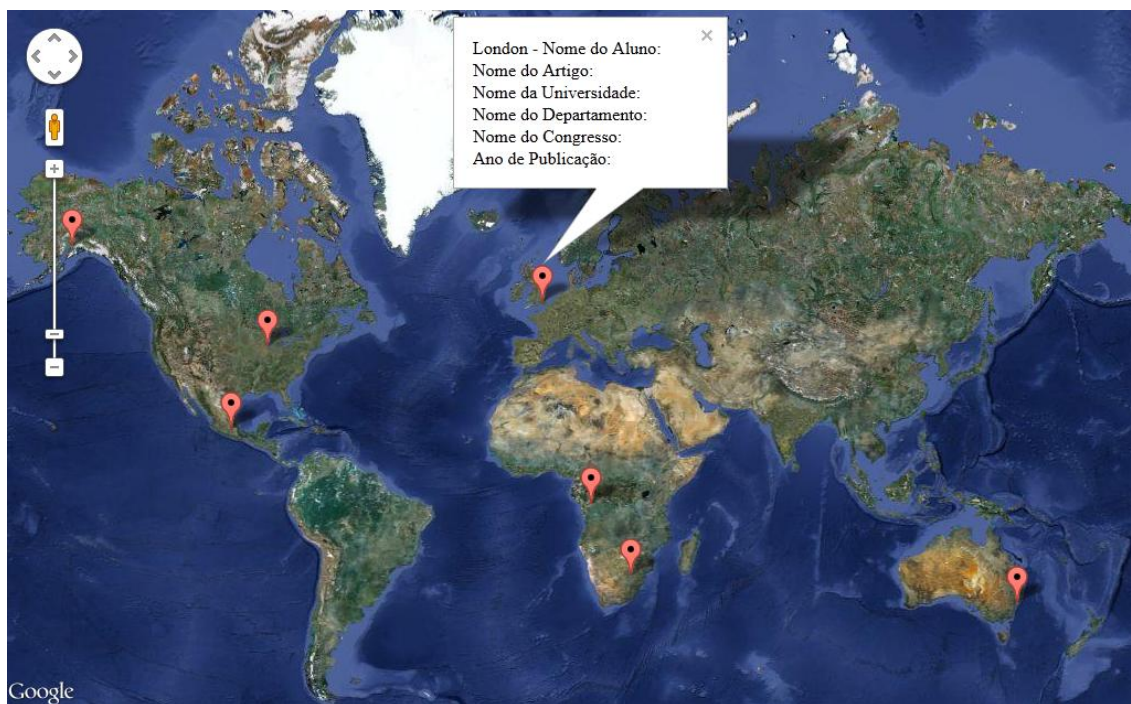 London - Nome do Aluno:
Nome do Artigo:
Nome da Universidade:
Nome do Departamento:
Nome do Congresso:
Ano de Publicação:
Google